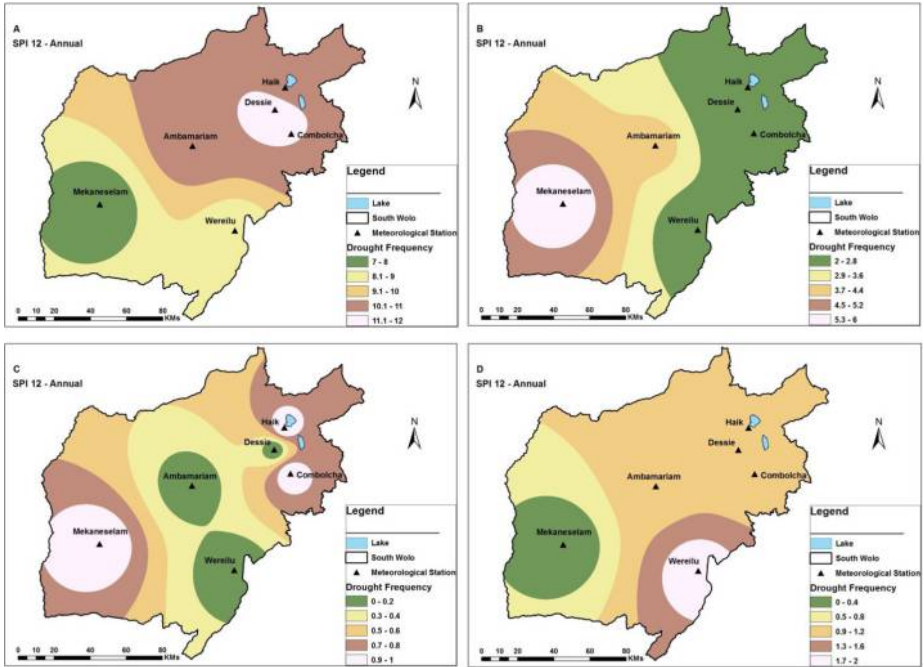 A
SPI 12 - Annual
Haik
Dessie
Combolcha
Ambamariam
Mekaneselam
Wereilu
N
Legend
Lake
South Wolo
Meteorological Station
Drought Frequency
7 - 8
8.1 - 9
9.1 - 10
10.1 - 11
11.1 - 12
0 10 20 40 60 80
KMs
B
SPI 12 - Annual
Haik
Dessie
Combolcha
Ambamariam
Mekaneselam
Wereilu
N
Legend
Lake
South Wolo
Meteorological Station
Drought Frequency
2 - 2.8
2.9 - 3.6
3.7 - 4.4
4.5 - 5.2
5.3 - 6
0 10 20 40 60 80
KMs
C
SPI 12 - Annual
Haik
Dessie
Combolcha
Ambamariam
Mekaneselam
Wereilu
N
Legend
Lake
South Wolo
Meteorological Station
Drought Frequency
0 - 0.2
0.3 - 0.4
0.5 - 0.6
0.7 - 0.8
0.9 - 1
0 10 20 40 60 80
KMs
D
SPI 12 - Annual
Haik
Dessie
Combolcha
Ambamariam
Mekaneselam
Wereilu
N
Legend
Lake
South Wolo
Meteorological Station
Drought Frequency
0 - 0.4
0.5 - 0.8
0.9 - 1.2
1.3 - 1.6
1.7 - 2
0 10 20 40 60 80
KMs